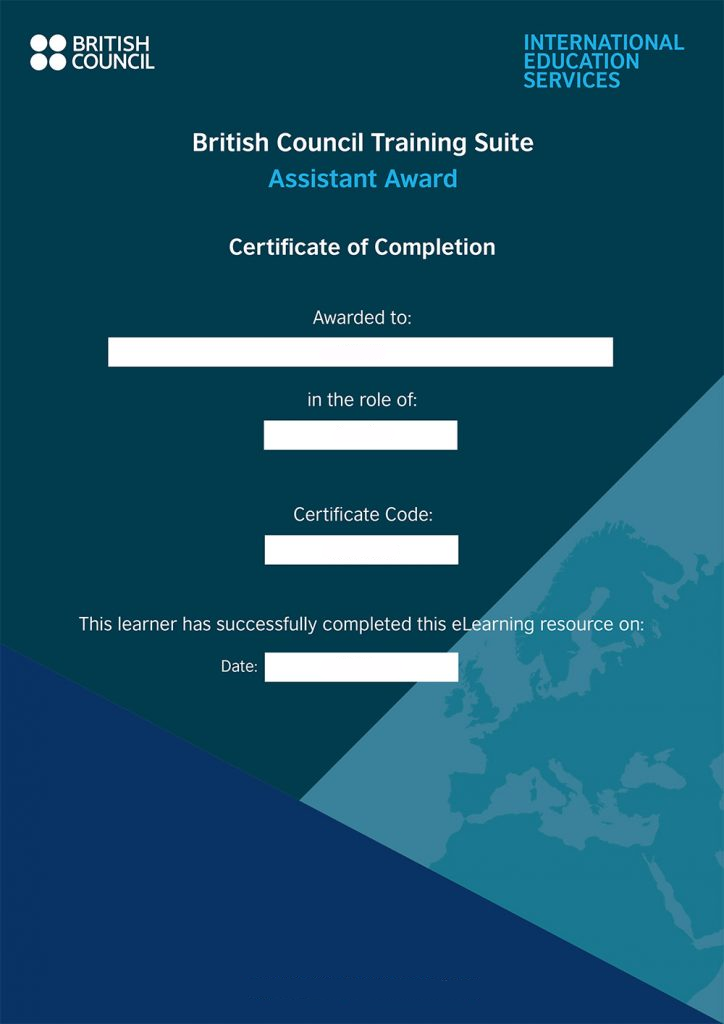 BRITISH
COUNCIL
INTERNATIONAL
EDUCATION
SERVICES
British Council Training Suite
Assistant Award
Certificate of Completion
Awarded to:
in the role of:
Certificate Code:
This learner has successfully completed this eLearning resource on:
Date: